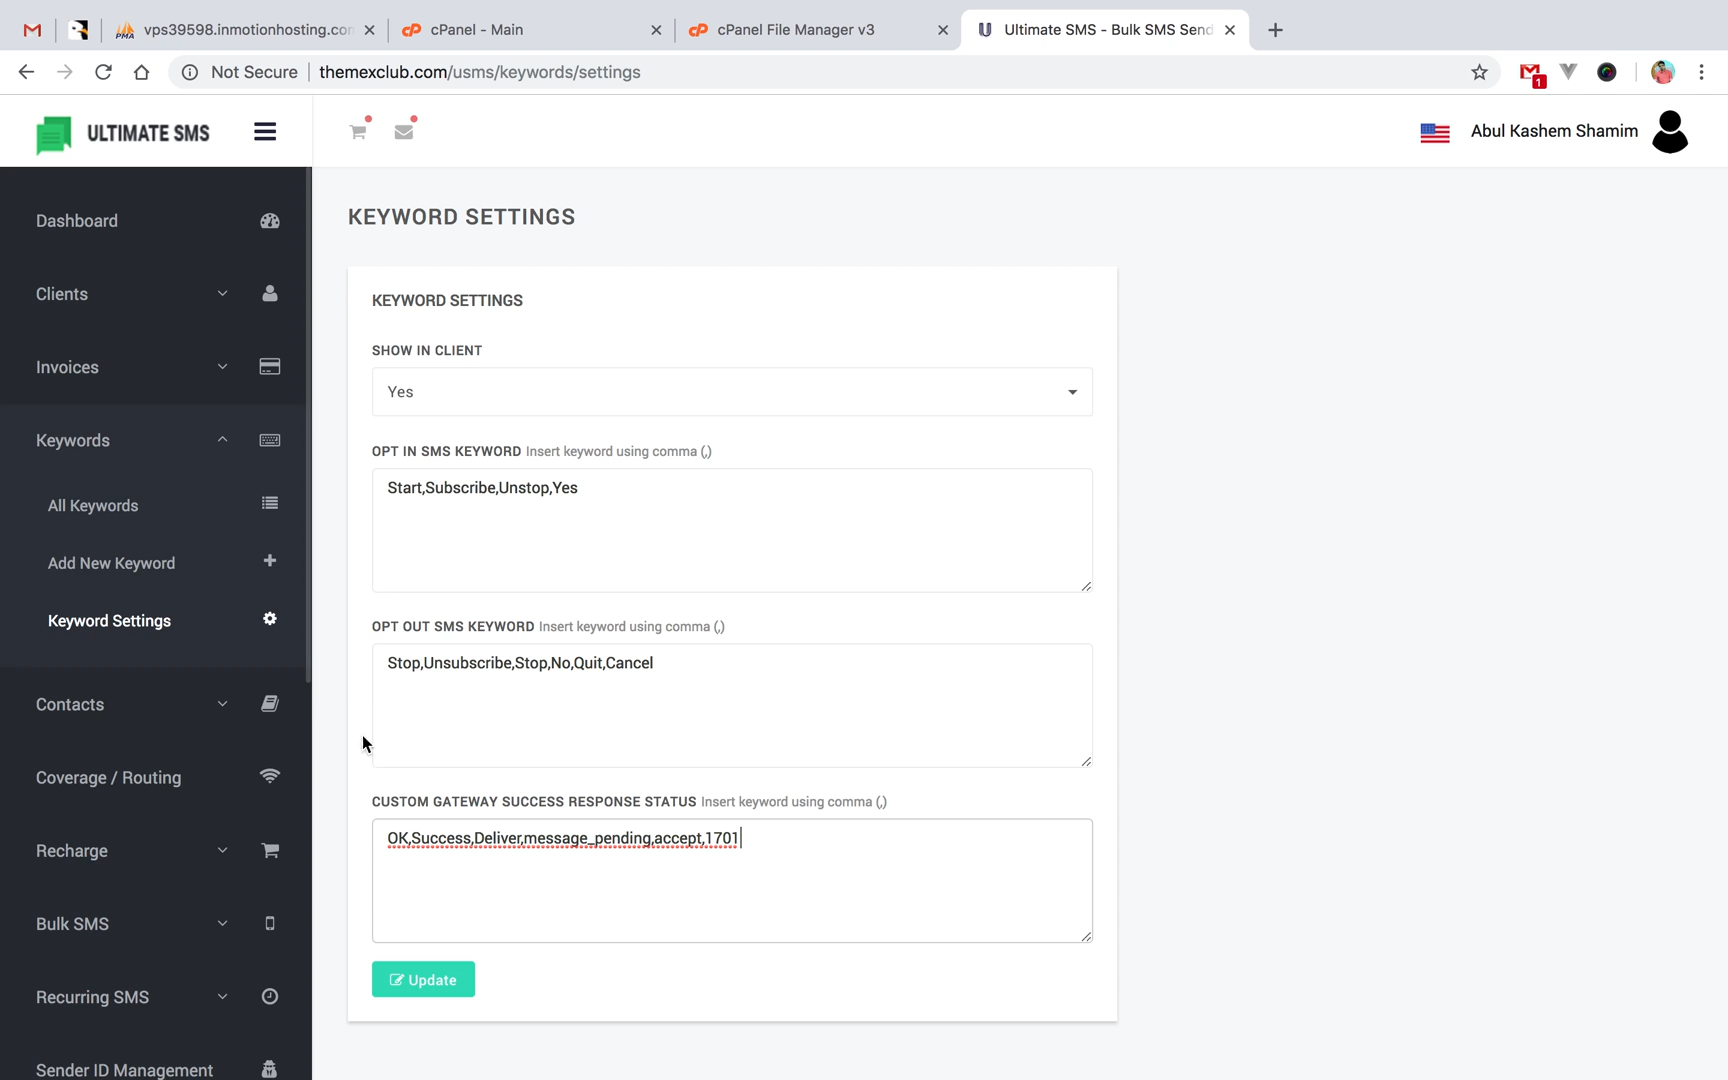 vps39598.inmotionhosting.co
cPanel - Main
cPanel File Manager v3
Ultimate SMS - Bulk SMS Send
Not Secure
themexclub.com/usms/keywords/settings
1
ULTIMATE SMS
Abul Kashem Shamim
Dashboard
Clients
Invoices
Keywords
All Keywords
Add New Keyword
Keyword Settings
Contacts
Coverage / Routing
Recharge
Bulk SMS
Recurring SMS
Sender ID Management
KEYWORD SETTINGS
KEYWORD SETTINGS
SHOW IN CLIENT
Yes
OPT IN SMS KEYWORD Insert keyword using comma (,)
Start,Subscribe,Unstop,Yes
OPT OUT SMS KEYWORD Insert keyword using comma (,)
Stop,Unsubscribe,Stop,No,Quit,Cancel
CUSTOM GATEWAY SUCCESS RESPONSE STATUS Insert keyword using comma (,)
OK,Success,Deliver,message_pending,accept,1701
Update